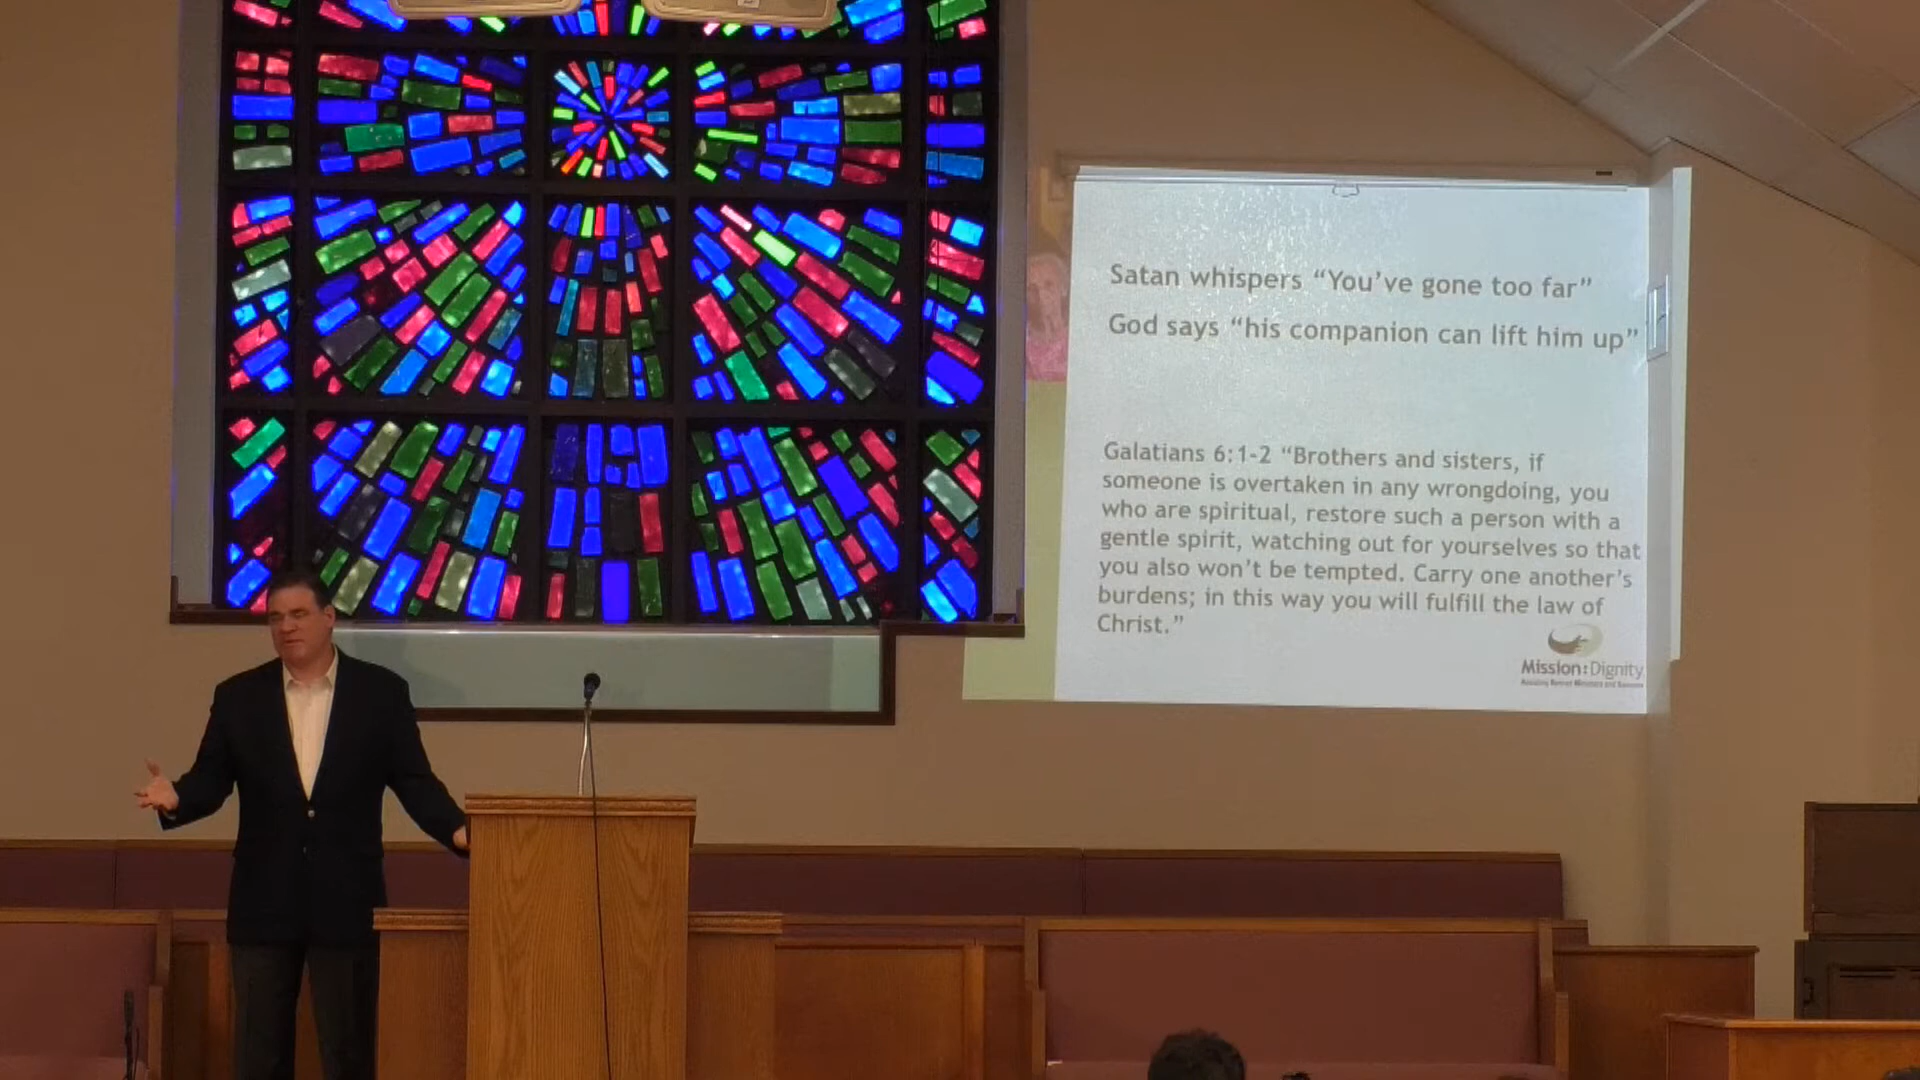 Satan whispers “You’ve gone too far”
God says “his companion can lift him up”
Galatians 6:1-2 “Brothers and sisters, if
someone is overtaken in any wrongdoing, you
who are spiritual, restore such a person with a
gentle spirit, watching out for yourselves so that
you also won’t be tempted. Carry one another’s
burdens; in this way you will fulfill the law of
Christ.”
Mission:Dignity